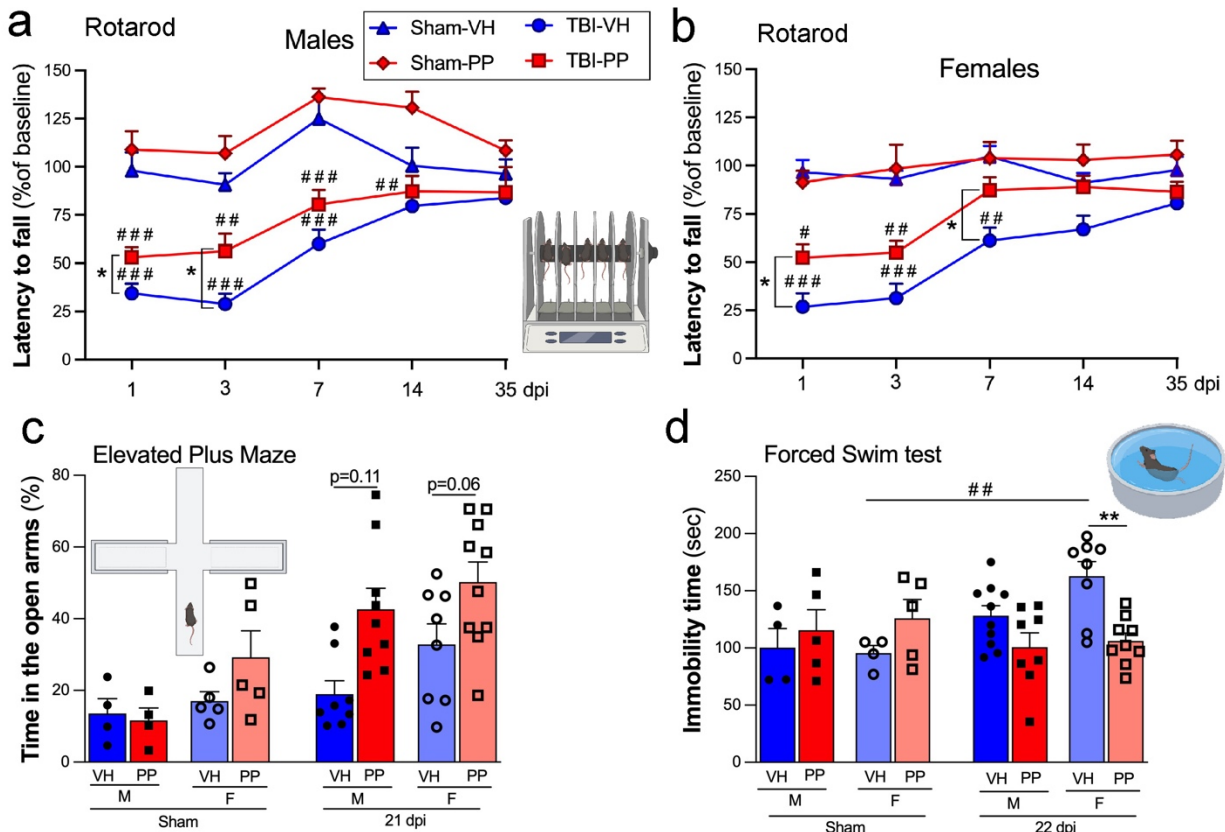 a
Rotarod
Males
Sham-VH
TBI-VH
Sham-PP
TBI-PP
Latency to fall (%of baseline)
150
125
100
75
50
25
0
###
##
###
##
###
###
###
###
*
*
1 3 7 14 35 dpi
b
Rotarod
Females
Latency to fall (%of baseline)
150
125
100
75
50
25
0
#
##
##
###
###
*
*
1 3 7 14 35 dpi
c
Elevated Plus Maze
Time in the open arms (%)
80
60
40
20
0
p=0.11
p=0.06
VH PP VH PP VH PP VH PP
M F M F
Sham 21 dpi
d
Forced Swim test
Immobility time (sec)
250
200
150
100
50
0
##
**
VH PP VH PP VH PP VH PP
M F M F
Sham 22 dpi